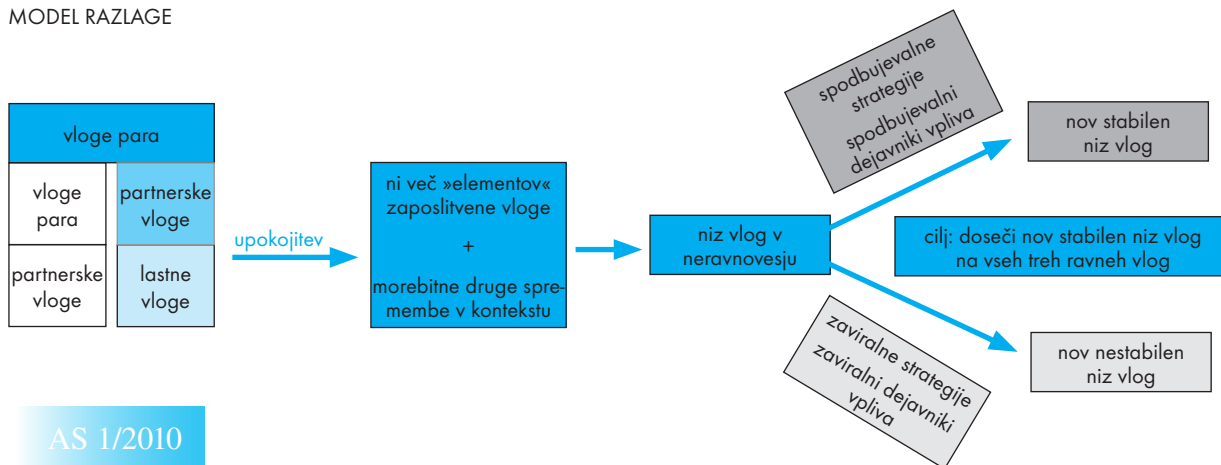 MODEL RAZLAGE
vloge para
vloge
para
partnerske
vloge
partnerske
vloge
lastne
vloge
upokojitev
ni več »elementov«
zaposlitvene vloge
+
morebitne druge spre-
membe v kontekstu
niz vlog v
neravnovesju
spodbujevalne
strategije
spodbujevalni
dejavniki vpliva
nov stabilen
niz vlog
cilj: doseči nov stabilen niz vlog
na vseh treh ravneh vlog
zaviralne strategije
zaviralni dejavniki
vpliva
nov nestabilen
niz vlog
AS 1/2010